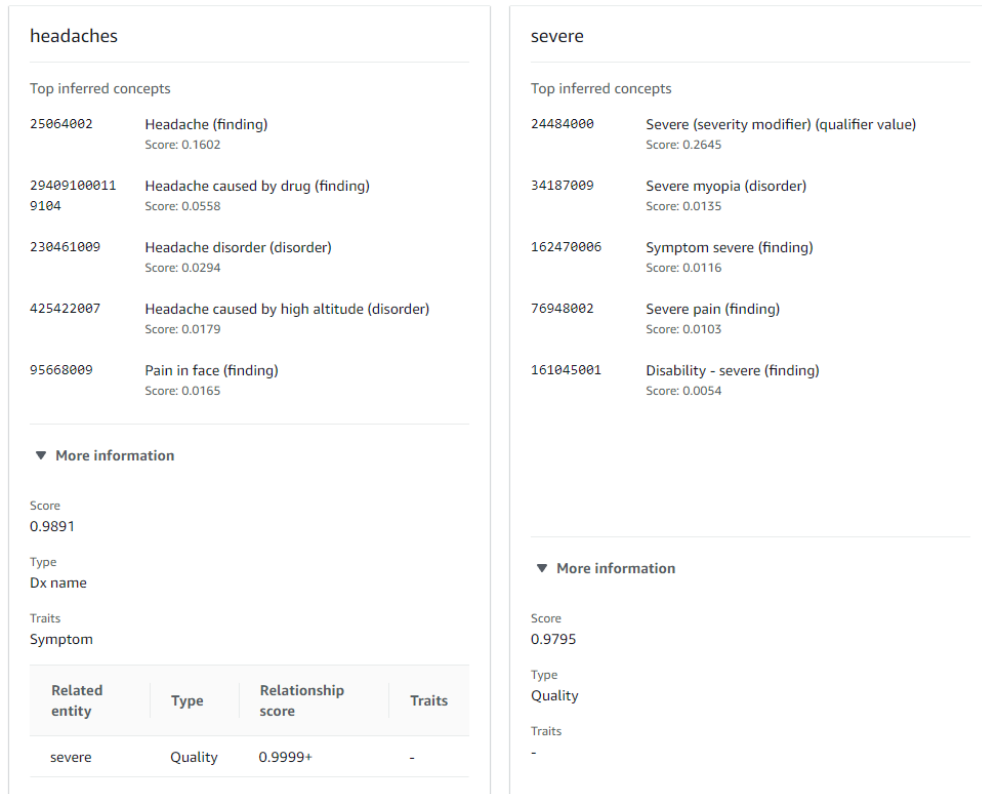 headaches
Top inferred concepts
25064002 Headache (finding)
Score: 0.1602
29409100011 Headache caused by drug (finding)
9104 Score: 0.0558
230461009 Headache disorder (disorder)
Score: 0.0294
425422007 Headache caused by high altitude (disorder)
Score: 0.0179
95668009 Pain in face (finding)
Score: 0.0165
▼ More information
Score
0.9891
Type
Dx name
Traits
Symptom
Related entity Type Relationship score Traits
severe Quality 0.9999+ -
severe
Top inferred concepts
24484000 Severe (severity modifier) (qualifier value)
Score: 0.2645
34187009 Severe myopia (disorder)
Score: 0.0135
162470006 Symptom severe (finding)
Score: 0.0116
76948002 Severe pain (finding)
Score: 0.0103
161045001 Disability - severe (finding)
Score: 0.0054
▼ More information
Score
0.9795
Type
Quality
Traits
-